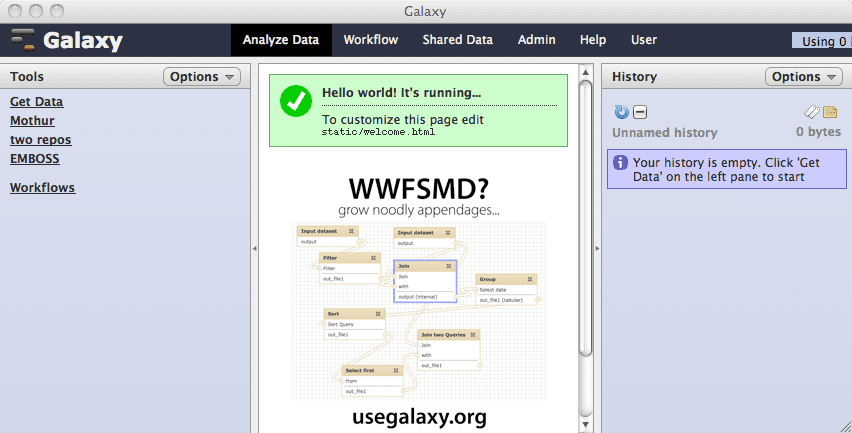 Galaxy
Galaxy Analyze Data Workflow Shared Data Admin Help User Using 0
Tools Options
Get Data
Mothur
two repos
EMBOSS
Workflows
Hello world! It's running...
To customize this page edit
static/welcome.html
WWFSMD?
grow noodly appendages...
Input dataset
output
Input dataset
output
Filter
Filter
out_file1
Join
Join
with
output (interval)
Group
Select data
out_file1 (tabular)
Sort
Sort Query
out_file1
Join two Queries
Join
with
out_file1
Select first
from
out_file1
usegalaxy.org
History Options
Unnamed history 0 bytes
Your history is empty. Click 'Get
Data' on the left pane to start